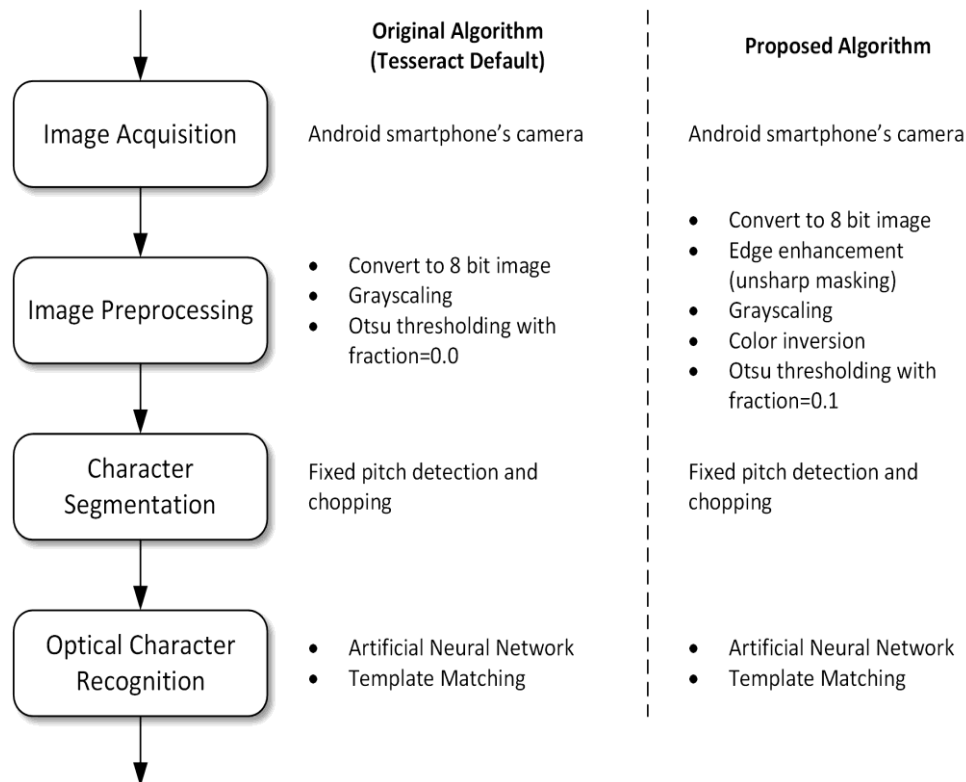 Original Algorithm
(Tesseract Default)
Proposed Algorithm
Image Acquisition
Android smartphone's camera
Android smartphone's camera
Image Preprocessing
• Convert to 8 bit image
• Grayscaling
• Otsu thresholding with
fraction=0.0
• Convert to 8 bit image
• Edge enhancement
(unsharp masking)
• Grayscaling
• Color inversion
• Otsu thresholding with
fraction=0.1
Character
Segmentation
Fixed pitch detection and
chopping
Fixed pitch detection and
chopping
Optical Character
Recognition
• Artificial Neural Network
• Template Matching
• Artificial Neural Network
• Template Matching